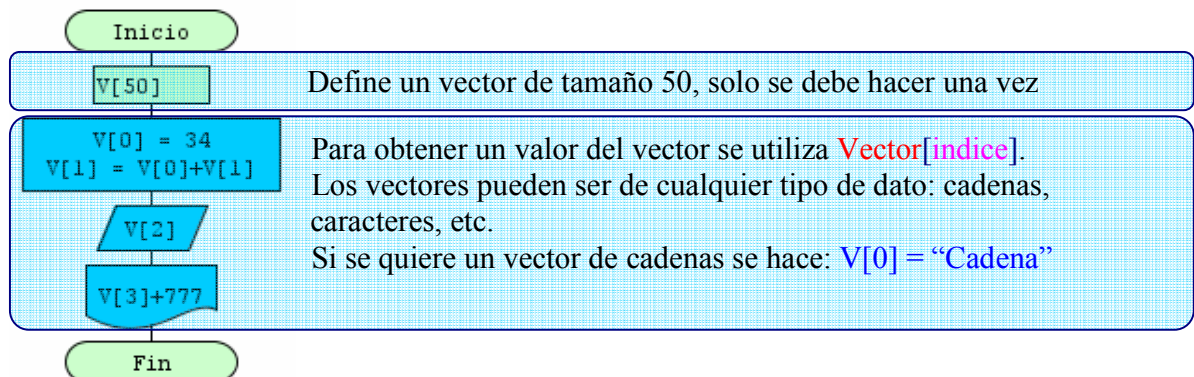 Inicio
V[50]
Define un vector de tamaño 50, solo se debe hacer una vez
V[0] = 34
V[1] = V[0]+V[1]
Para obtener un valor del vector se utiliza Vector[indice].
Los vectores pueden ser de cualquier tipo de dato: cadenas,
caracteres, etc.
Si se quiere un vector de cadenas se hace: V[0] = “Cadena”
V[2]
V[3]+777
Fin